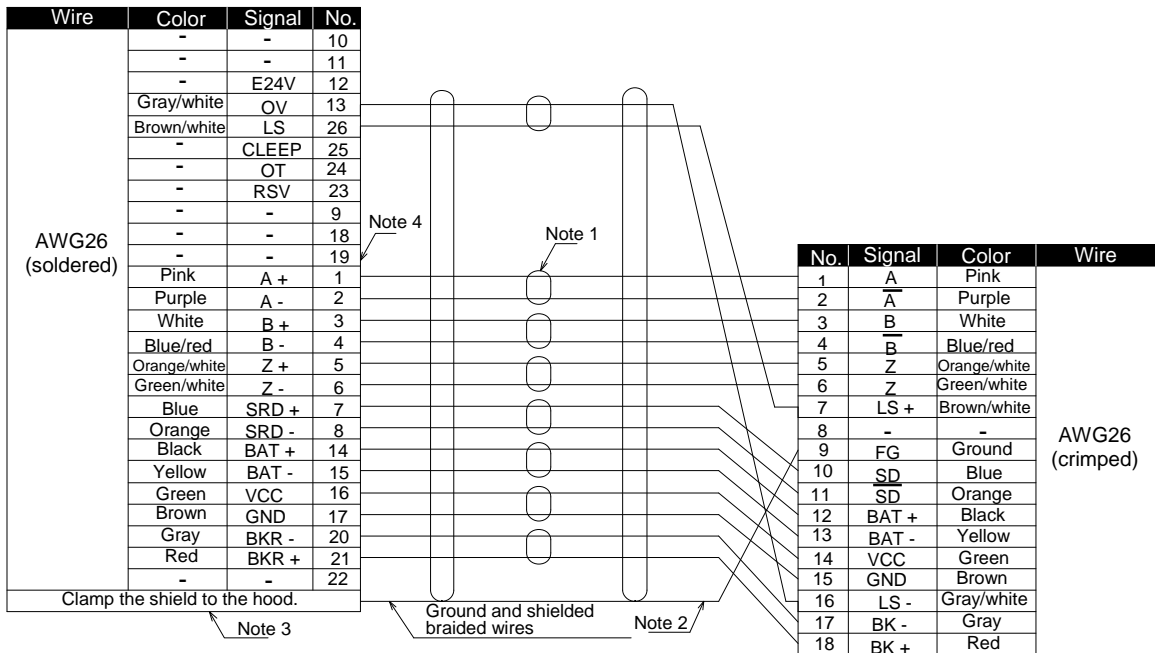 Wire Color Signal No.
- - 10
- - 11
- E24V 12
Gray/white OV 13
Brown/white LS 26
- CLEEP 25
- OT 24
- RSV 23
- - 9
- - 18
- - 19
Pink A + 1
Purple A - 2
White B + 3
Blue/red B - 4
Orange/white Z + 5
Green/white Z - 6
Blue SRD + 7
Orange SRD - 8
Black BAT + 14
Yellow BAT - 15
Green VCC 16
Brown GND 17
Gray BKR - 20
Red BKR + 21
- - 22
AWG26
(soldered)
Clamp the shield to the hood.
Note 3
Note 4
Note 1
Ground and shielded
braided wires
Note 2
No. Signal Color Wire
1 A Pink
2 A̅ Purple
3 B White
4 B̅ Blue/red
5 Z Orange/white
6 Z̅ Green/white
7 LS + Brown/white
8 - -
9 FG Ground
10 SD Blue
11 S̅D̅ Orange
12 BAT + Black
13 BAT - Yellow
14 VCC Green
15 GND Brown
16 LS - Gray/white
17 BK - Gray
18 BK + Red
AWG26
(crimped)